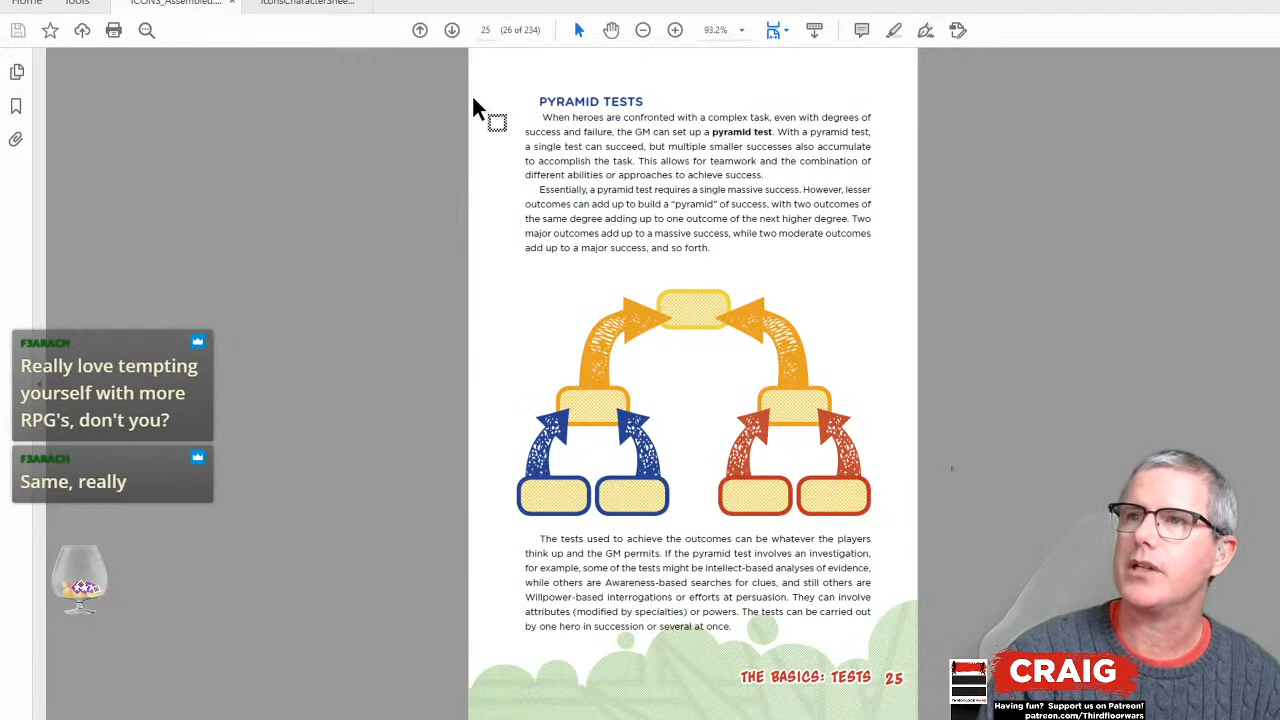 Home
Tools
ICONS_Assembled....
IconsCharacterShee...
25
(26 of 234)
93.2%
PYRAMID TESTS
When heroes are confronted with a complex task, even with degrees of
success and failure, the GM can set up a pyramid test. With a pyramid test,
a single test can succeed, but multiple smaller successes also accumulate
to accomplish the task. This allows for teamwork and the combination of
different abilities or approaches to achieve success.
Essentially, a pyramid test requires a single massive success. However, lesser
outcomes can add up to build a “pyramid” of success, with two outcomes of
the same degree adding up to one outcome of the next higher degree. Two
major outcomes add up to a massive success, while two moderate outcomes
add up to a major success, and so forth.
F3ARACH
Really love tempting
yourself with more
RPG's, don't you?
F3ARACH
Same, really
The tests used to achieve the outcomes can be whatever the players
think up and the GM permits. If the pyramid test involves an investigation,
for example, some of the tests might be Intellect-based analyses of evidence,
while others are Awareness-based searches for clues, and still others are
Willpower-based interrogations or efforts at persuasion. They can involve
attributes (modified by specialties) or powers. The tests can be carried out
by one hero in succession or several at once.
THE BASICS: TESTS 25
CRAIG
Having fun? Support us on Patreon!
patreon.com/Thirdfloorwars